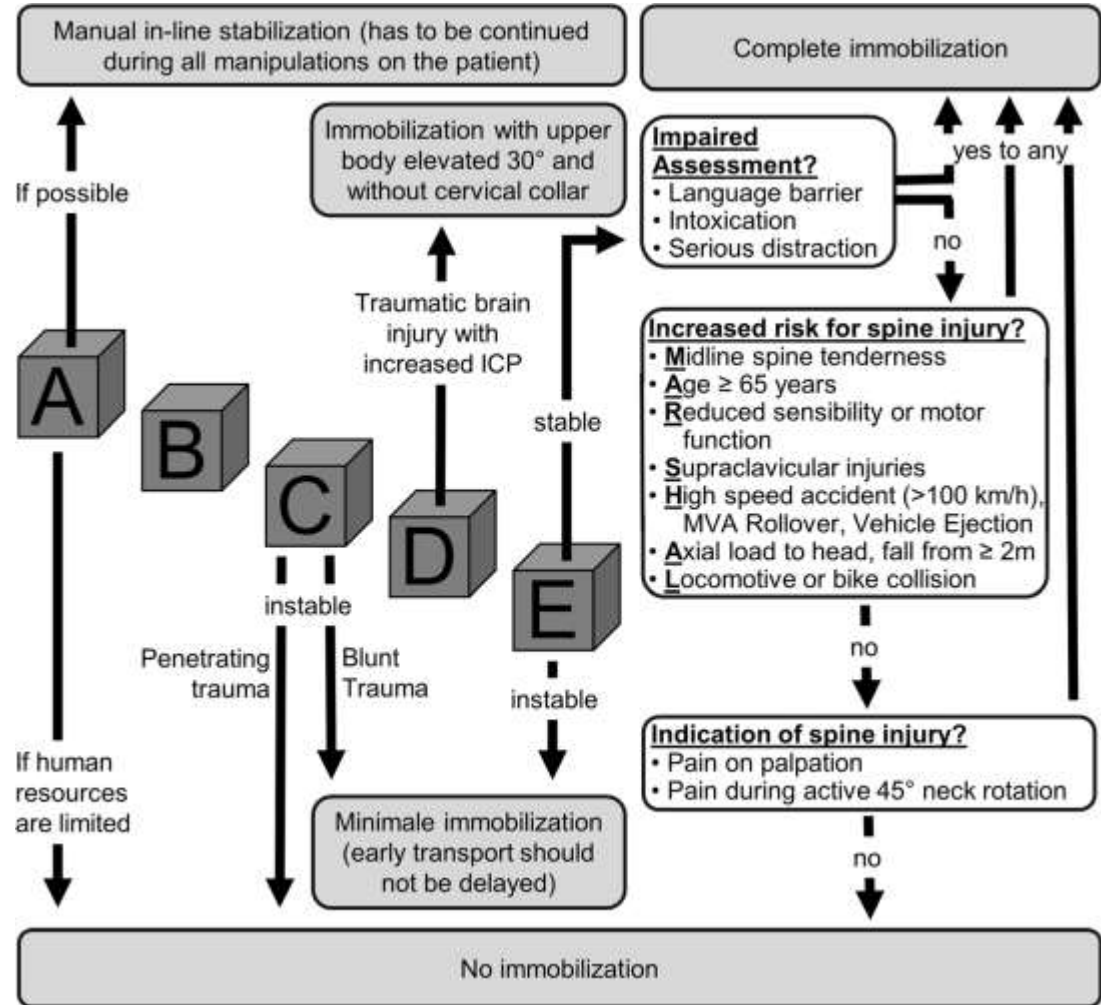 Manual in-line stabilization (has to be continued
during all manipulations on the patient)
Complete immobilization
Immobilization with upper
body elevated 30° and
without cervical collar
Impaired
Assessment?
• Language barrier
• Intoxication
• Serious distraction
yes to any
no
If possible
Traumatic brain
injury with
increased ICP
stable
Increased risk for spine injury?
• Midline spine tenderness
• Age ≥ 65 years
• Reduced sensibility or motor
function
• Supraclavicular injuries
• High speed accident (>100 km/h),
MVA Rollover, Vehicle Ejection
• Axial load to head, fall from ≥ 2m
• Locomotive or bike collision
A
B
C
D
E
instable
Penetrating
trauma
Blunt
Trauma
instable
no
If human
resources
are limited
Indication of spine injury?
• Pain on palpation
• Pain during active 45° neck rotation
Minimale immobilization
(early transport should
not be delayed)
no
No immobilization